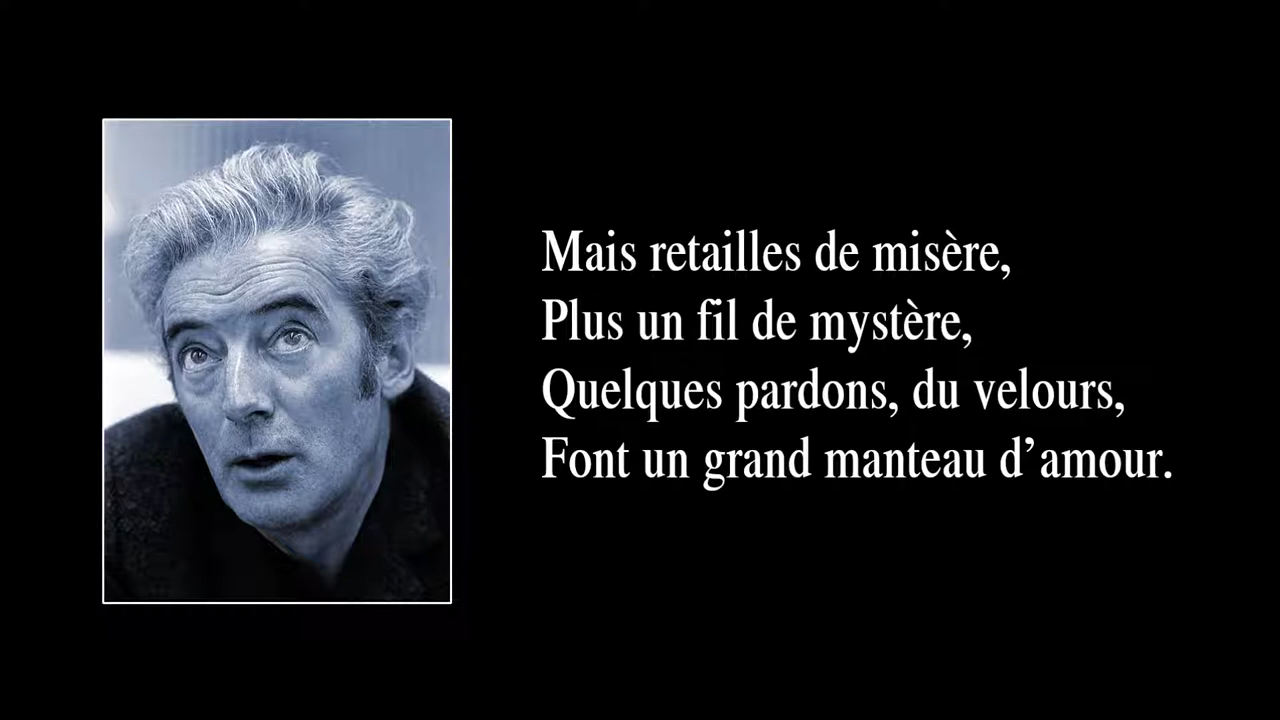 Mais retailles de misère,
Plus un fil de mystère,
Quelques pardons, du velours,
Font un grand manteau d’amour.